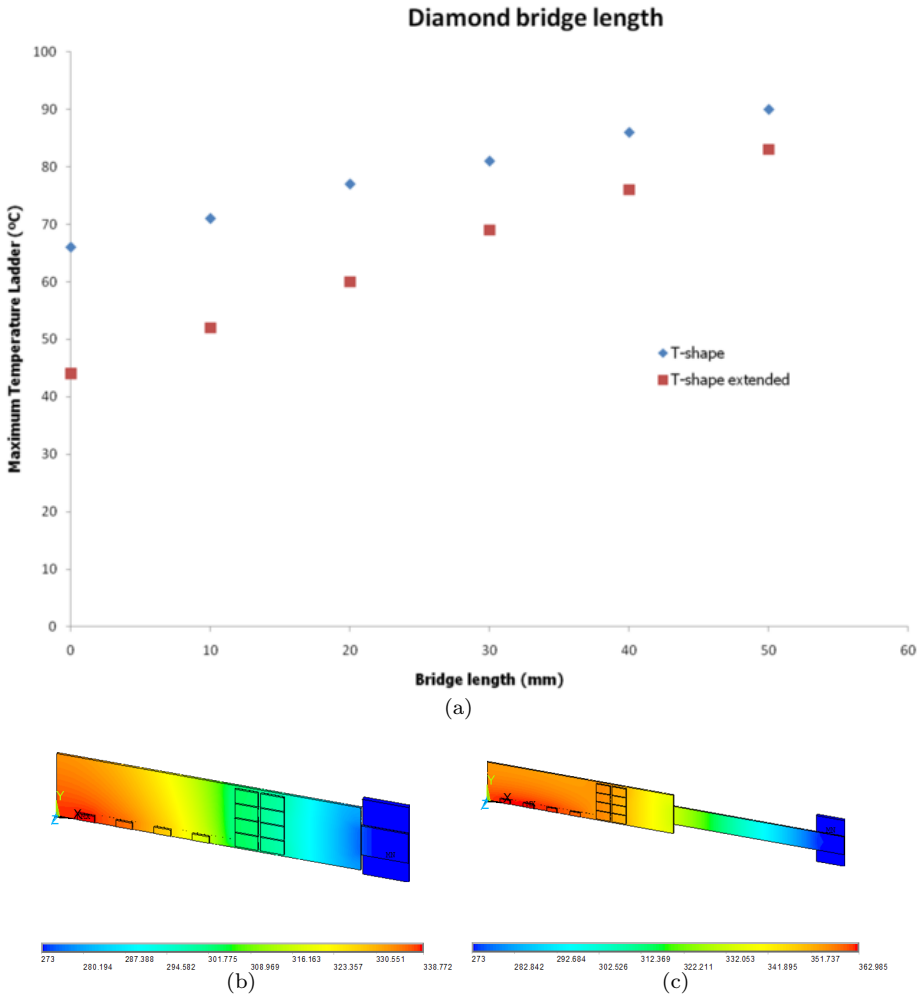 Diamond bridge length
100
90
80
70
60
50
40
30
20
10
0
Maximum Temperature Ladder (ºC)
T-shape
T-shape extended
0 10 20 30 40 50 60
Bridge length (mm)
(a)
Y
X
Z
Y
X
Z
273 287.388 301.775 316.163 330.551
280.194 294.582 308.969 323.357 338.772
273 292.684 312.369 332.053 351.737
282.842 302.526 322.211 341.895 362.985
(b)
(c)